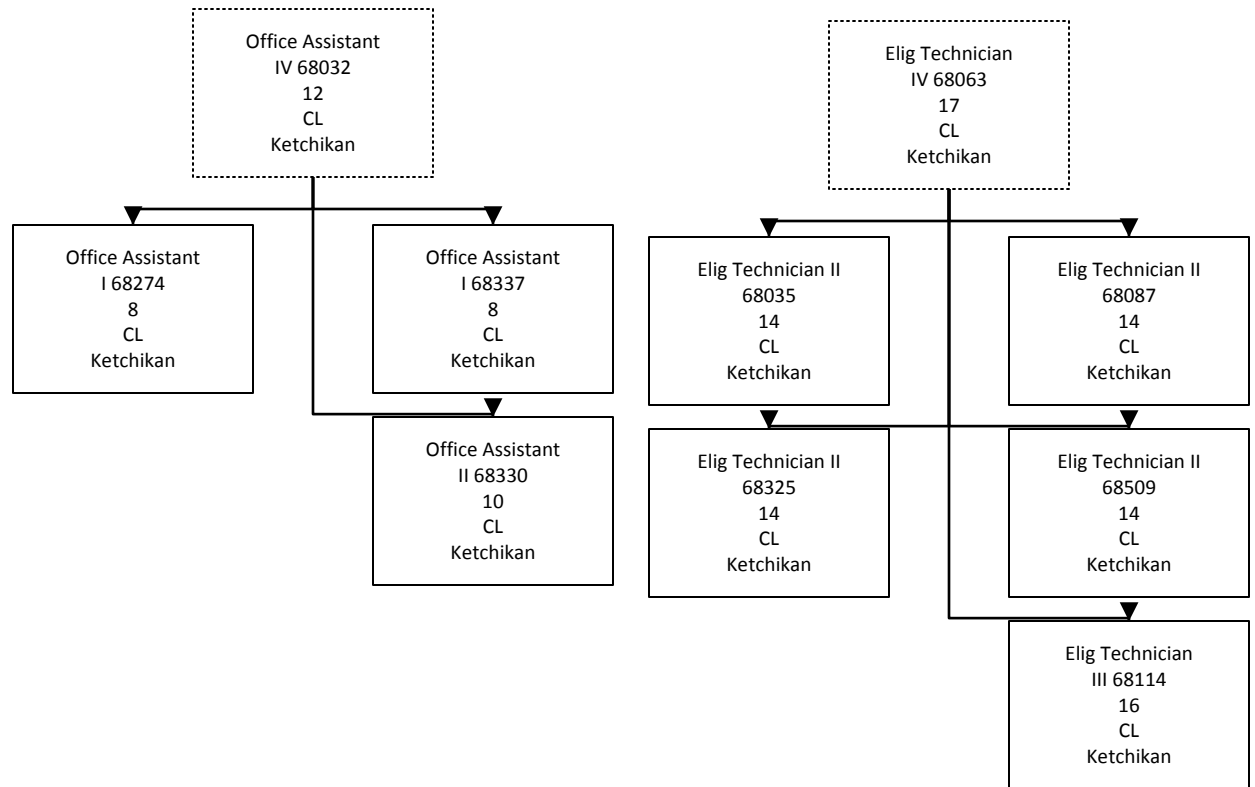 Office Assistant
IV 68032
12
CL
Ketchikan
Office Assistant
I 68274
8
CL
Ketchikan
Office Assistant
I 68337
8
CL
Ketchikan
Office Assistant
II 68330
10
CL
Ketchikan
Elig Technician
IV 68063
17
CL
Ketchikan
Elig Technician II
68035
14
CL
Ketchikan
Elig Technician II
68087
14
CL
Ketchikan
Elig Technician II
68325
14
CL
Ketchikan
Elig Technician II
68509
14
CL
Ketchikan
Elig Technician
III 68114
16
CL
Ketchikan